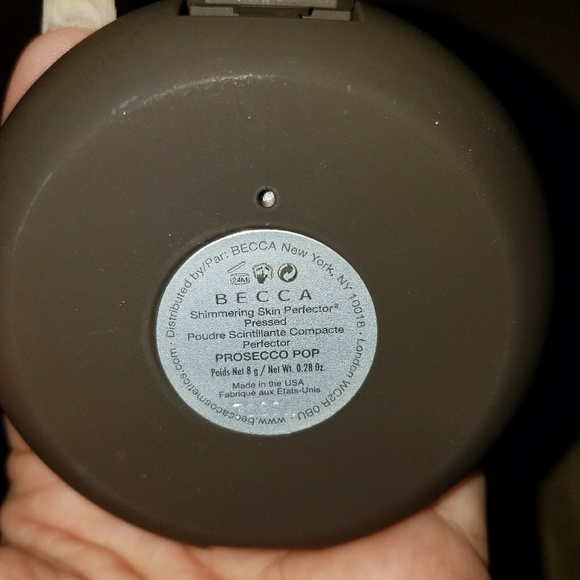 Distributed by/Par: BECCA New York, NY 10018 · London WC2R 0BU · www.beccacosmetics.com ·
24M
BECCA
Shimmering Skin Perfector®
Pressed
Poudre Scintillante Compacte
Perfector
PROSECCO POP
Poids Net 8 g / Net Wt. 0.28 Oz.
Made in the USA
Fabriqué aux États-Unis